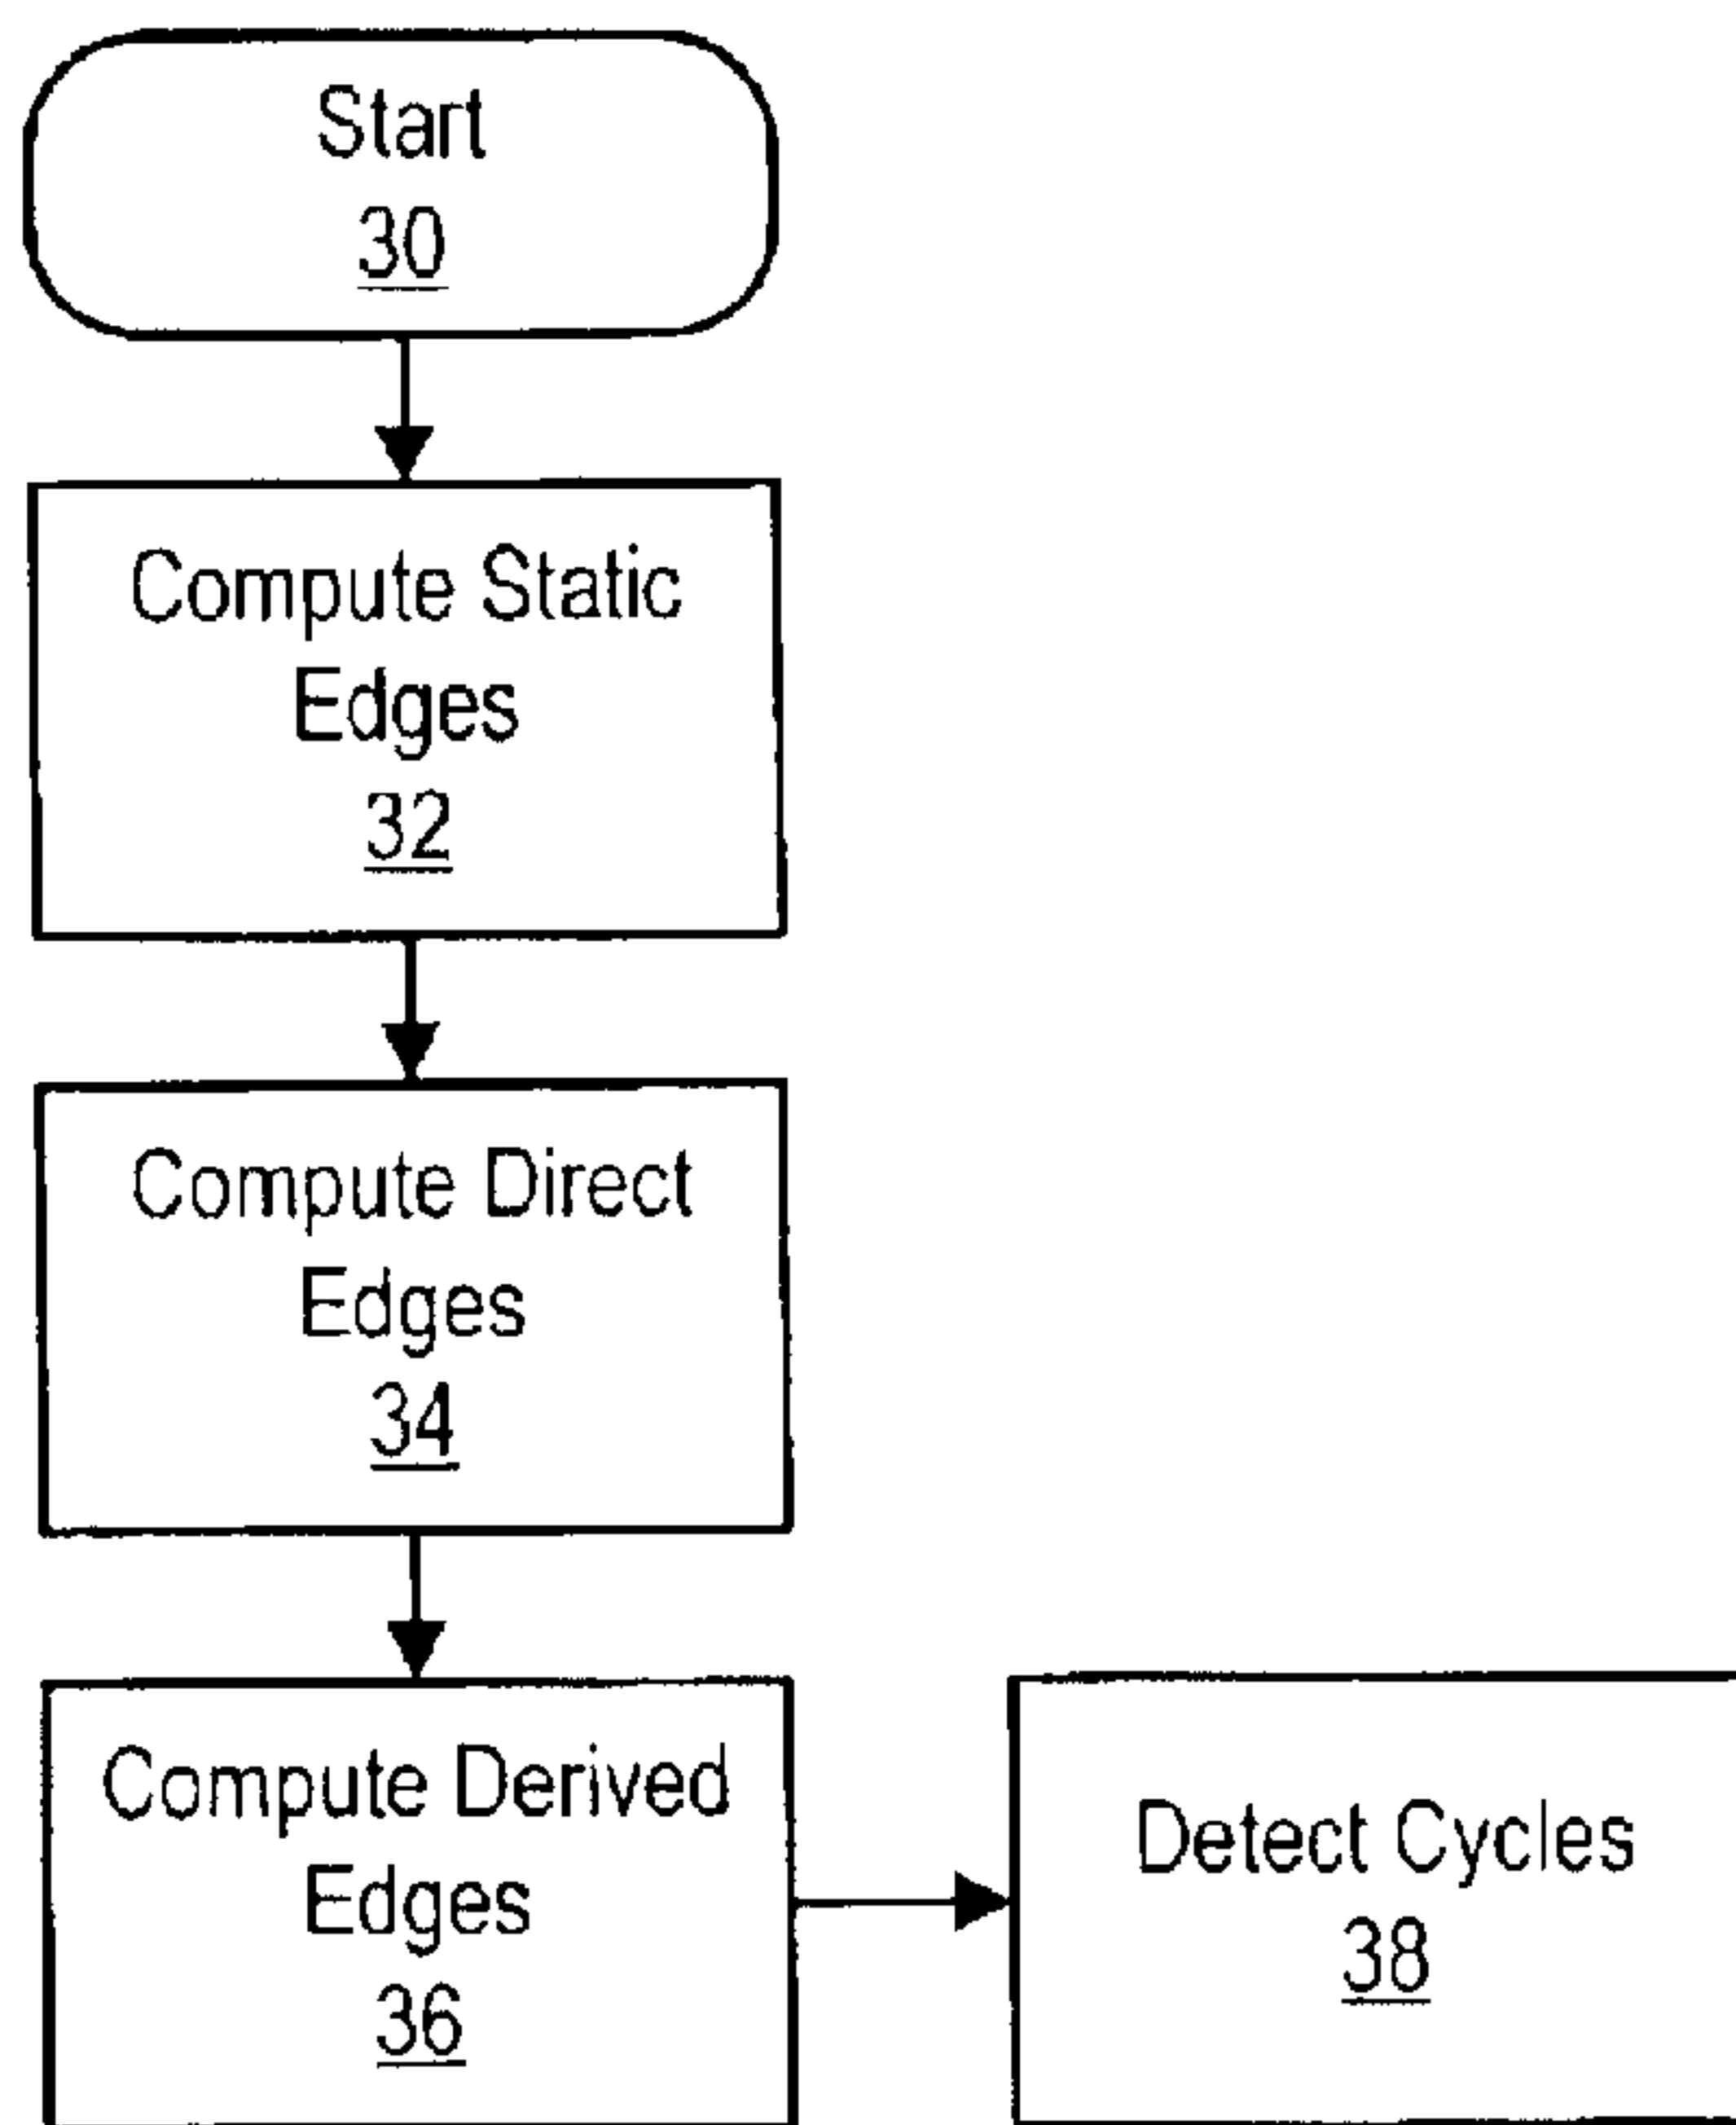 Start
30
Compute Static
Edges
32
Compute Direct
Edges
34
Compute Derived
Edges
36
Detect Cycles
38